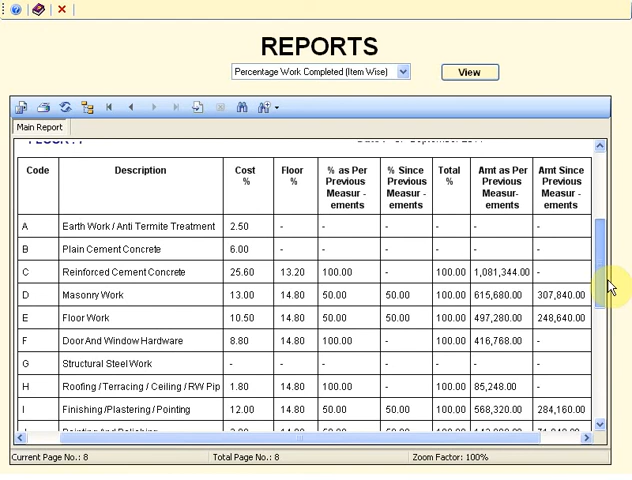 REPORTS
Percentage Work Completed (Item Wise) View
Main Report
Code Description Cost % Floor % % as Per Previous Measur - ements % Since Previous Measur - ements Total % Amt as Per Previous Measur- ements Amt Since Previous Measur - ements
A Earth Work / Anti Termite Treatment 2.50 - - - - - -
B Plain Cement Concrete 6.00 - - - - - -
C Reinforced Cement Concrete 25.60 13.20 100.00 - 100.00 1,081,344.00 -
D Masonry Work 13.00 14.80 50.00 50.00 100.00 615,680.00 307,840.00
E Floor Work 10.50 14.80 50.00 50.00 100.00 497,280.00 248,640.00
F Door And Window Hardware 8.80 14.80 100.00 - 100.00 416,768.00 -
G Structural Steel Work - - - - - - -
H Roofing / Terracing / Ceiling / RW Pip 1.80 14.80 100.00 - 100.00 85,248.00 -
I Finishing /Plastering / Pointing 12.00 14.80 50.00 50.00 100.00 568,320.00 284,160.00
Current Page No.: 8 Total Page No.: 8 Zoom Factor: 100%